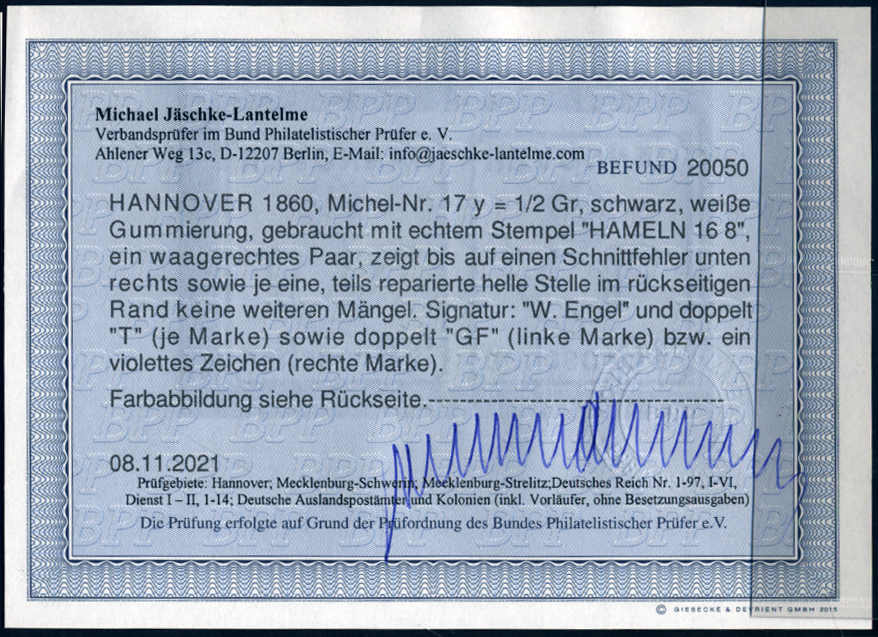 Michael Jäschke-Lantelme
Verbandsprüfer im Bund Philatelistischer Prüfer e. V.
Ahlener Weg 13c, D-12207 Berlin, E-Mail: info@jaeschke-lantelme.com
BEFUND 20050
HANNOVER 1860, Michel-Nr. 17 y = 1/2 Gr, schwarz, weiße
Gummierung, gebraucht mit echtem Stempel "HAMELN 16 8",
ein waagerechtes Paar, zeigt bis auf einen Schnittfehler unten
rechts sowie je eine, teils reparierte helle Stelle im rückseitigen
Rand keine weiteren Mängel. Signatur: "W. Engel" und doppelt
"T" (je Marke) sowie doppelt "GF" (linke Marke) bzw. ein
violettes Zeichen (rechte Marke).
Farbabbildung siehe Rückseite.------------------------------------
08.11.2021
Prüfgebiete: Hannover; Mecklenburg-Schwerin; Mecklenburg-Strelitz;Deutsches Reich Nr. 1-97, I-VI,
Dienst I – II, 1-14; Deutsche Auslandspostämter und Kolonien (inkl. Vorläufer, ohne Besetzungsausgaben)
Die Prüfung erfolgte auf Grund der Prüfordnung des Bundes Philatelistischer Prüfer e.V.
© GIESECKE & DEVRIENT GMBH 2015